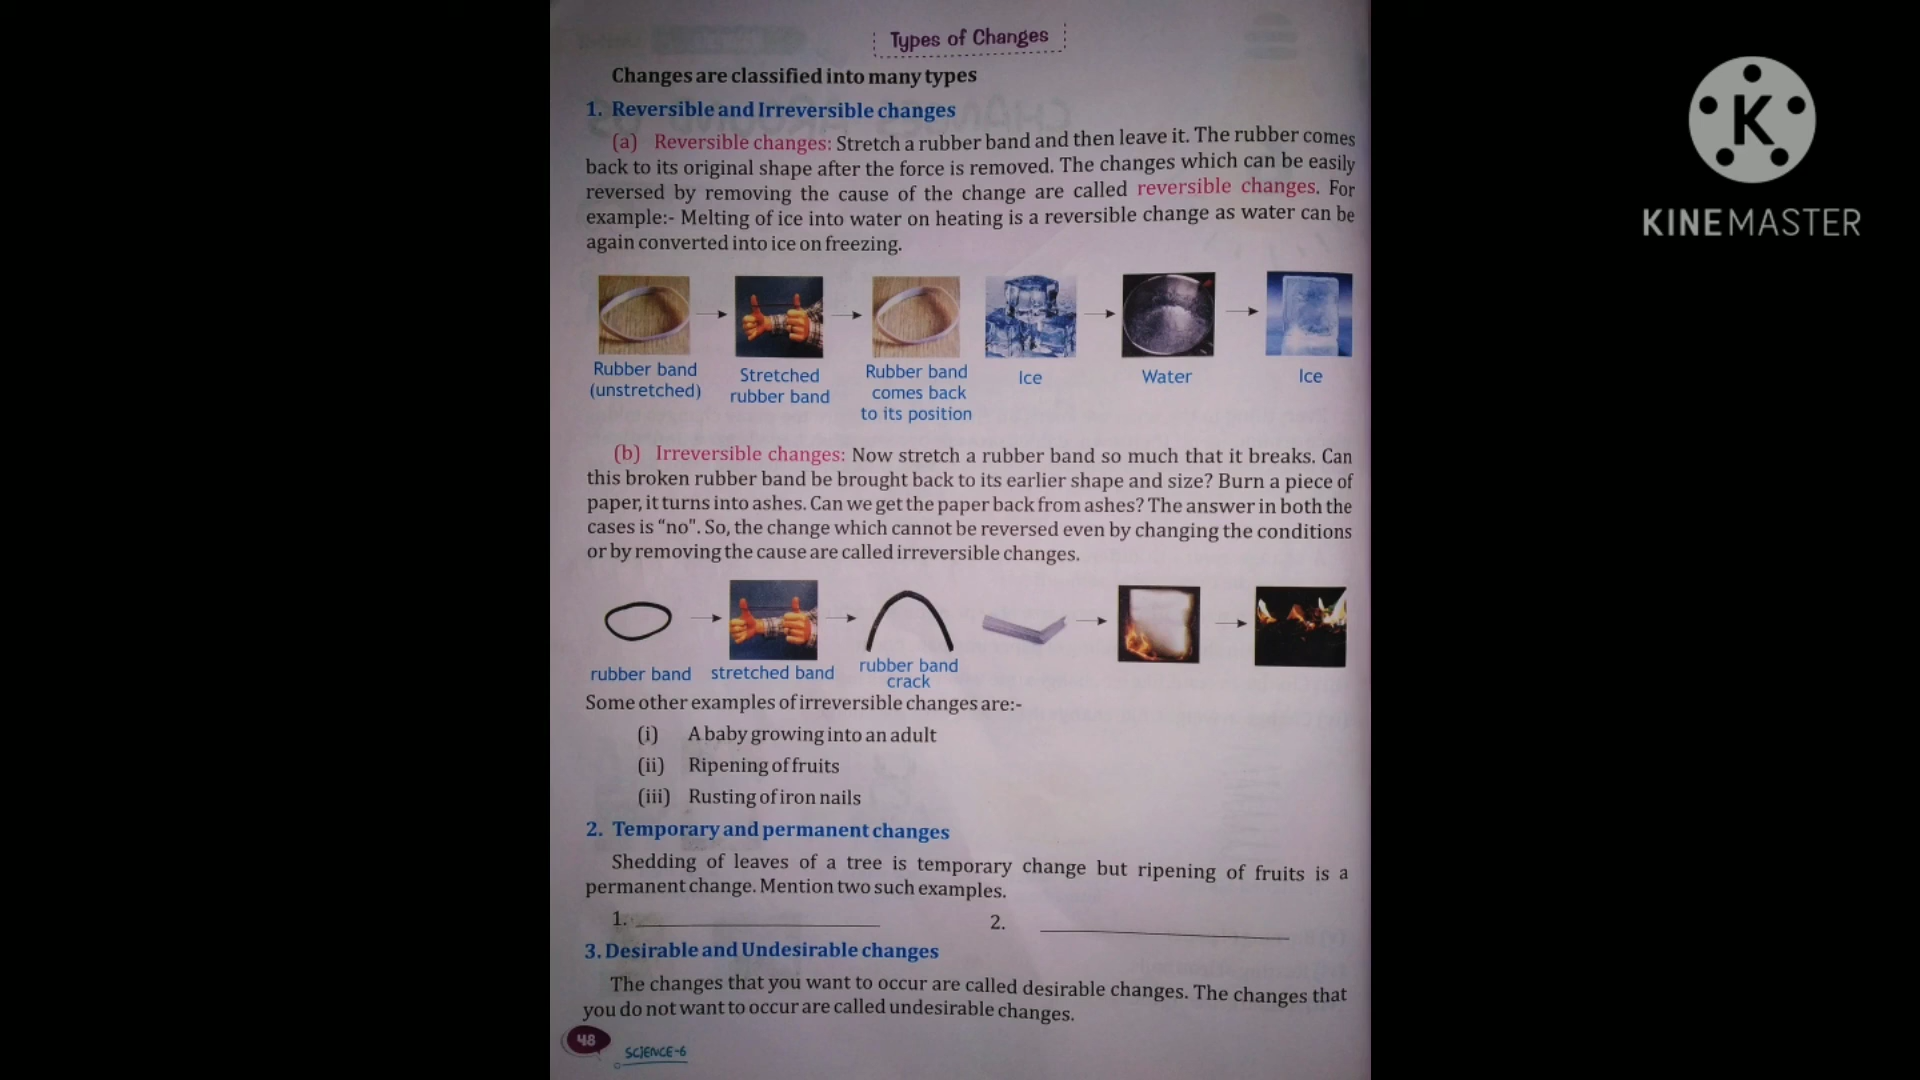 Types of Changes
Changes are classified into many types
1. Reversible and Irreversible changes
(a) Reversible changes: Stretch a rubber band and then leave it. The rubber comes
back to its original shape after the force is removed. The changes which can be easily
reversed by removing the cause of the change are called reversible changes. For
example:- Melting of ice into water on heating is a reversible change as water can be
again converted into ice on freezing.
Rubber band
(unstretched)
Stretched
rubber band
Rubber band
comes back
to its position
Ice
Water
Ice
(b) Irreversible changes: Now stretch a rubber band so much that it breaks. Can
this broken rubber band be brought back to its earlier shape and size? Burn a piece of
paper, it turns into ashes. Can we get the paper back from ashes? The answer in both the
cases is “no”. So, the change which cannot be reversed even by changing the conditions
or by removing the cause are called irreversible changes.
rubber band
stretched band
rubber band
crack
Some other examples of irreversible changes are:-
(i) A baby growing into an adult
(ii) Ripening of fruits
(iii) Rusting of iron nails
2. Temporary and permanent changes
Shedding of leaves of a tree is temporary change but ripening of fruits is a
permanent change. Mention two such examples.
1. 2.
3. Desirable and Undesirable changes
The changes that you want to occur are called desirable changes. The changes that
you do not want to occur are called undesirable changes.
48
SCIENCE-6
K
KINEMASTER